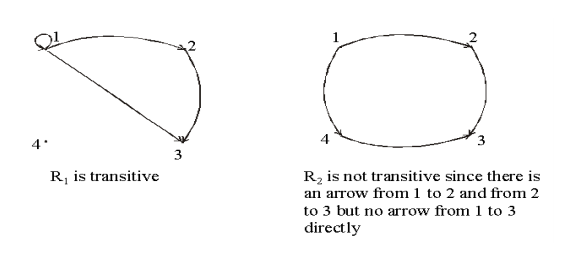 1
2
3
4
R₁ is transitive
1
2
3
4
R₂ is not transitive since there is
an arrow from 1 to 2 and from 2
to 3 but no arrow from 1 to 3
directly